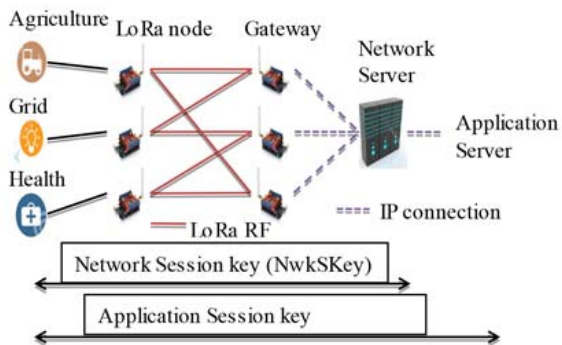 Agriculture
LoRa node
Gateway
Network
Server
Grid
Application
Server
Health
IP connection
LoRa RF
Network Session key (NwkSKey)
Application Session key